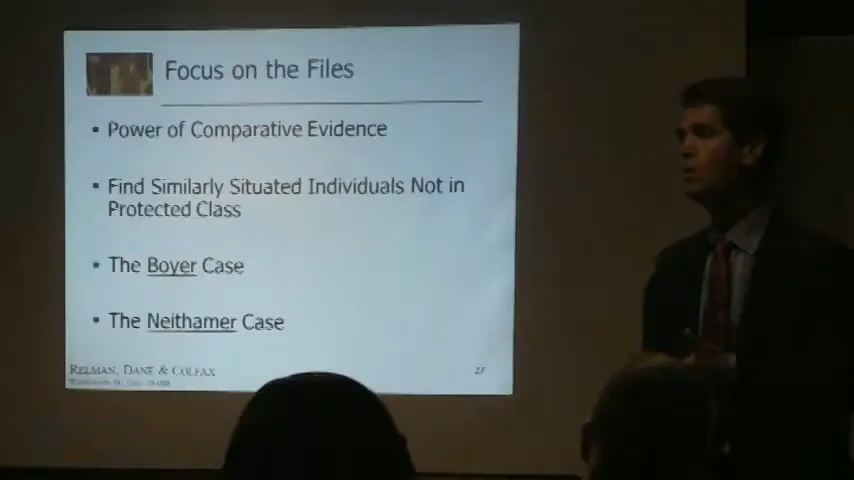 Focus on the Files
▪ Power of Comparative Evidence
▪ Find Similarly Situated Individuals Not in
Protected Class
▪ The Boyer Case
▪ The Neithamer Case
RELMAN, DANE & COLFAX
27